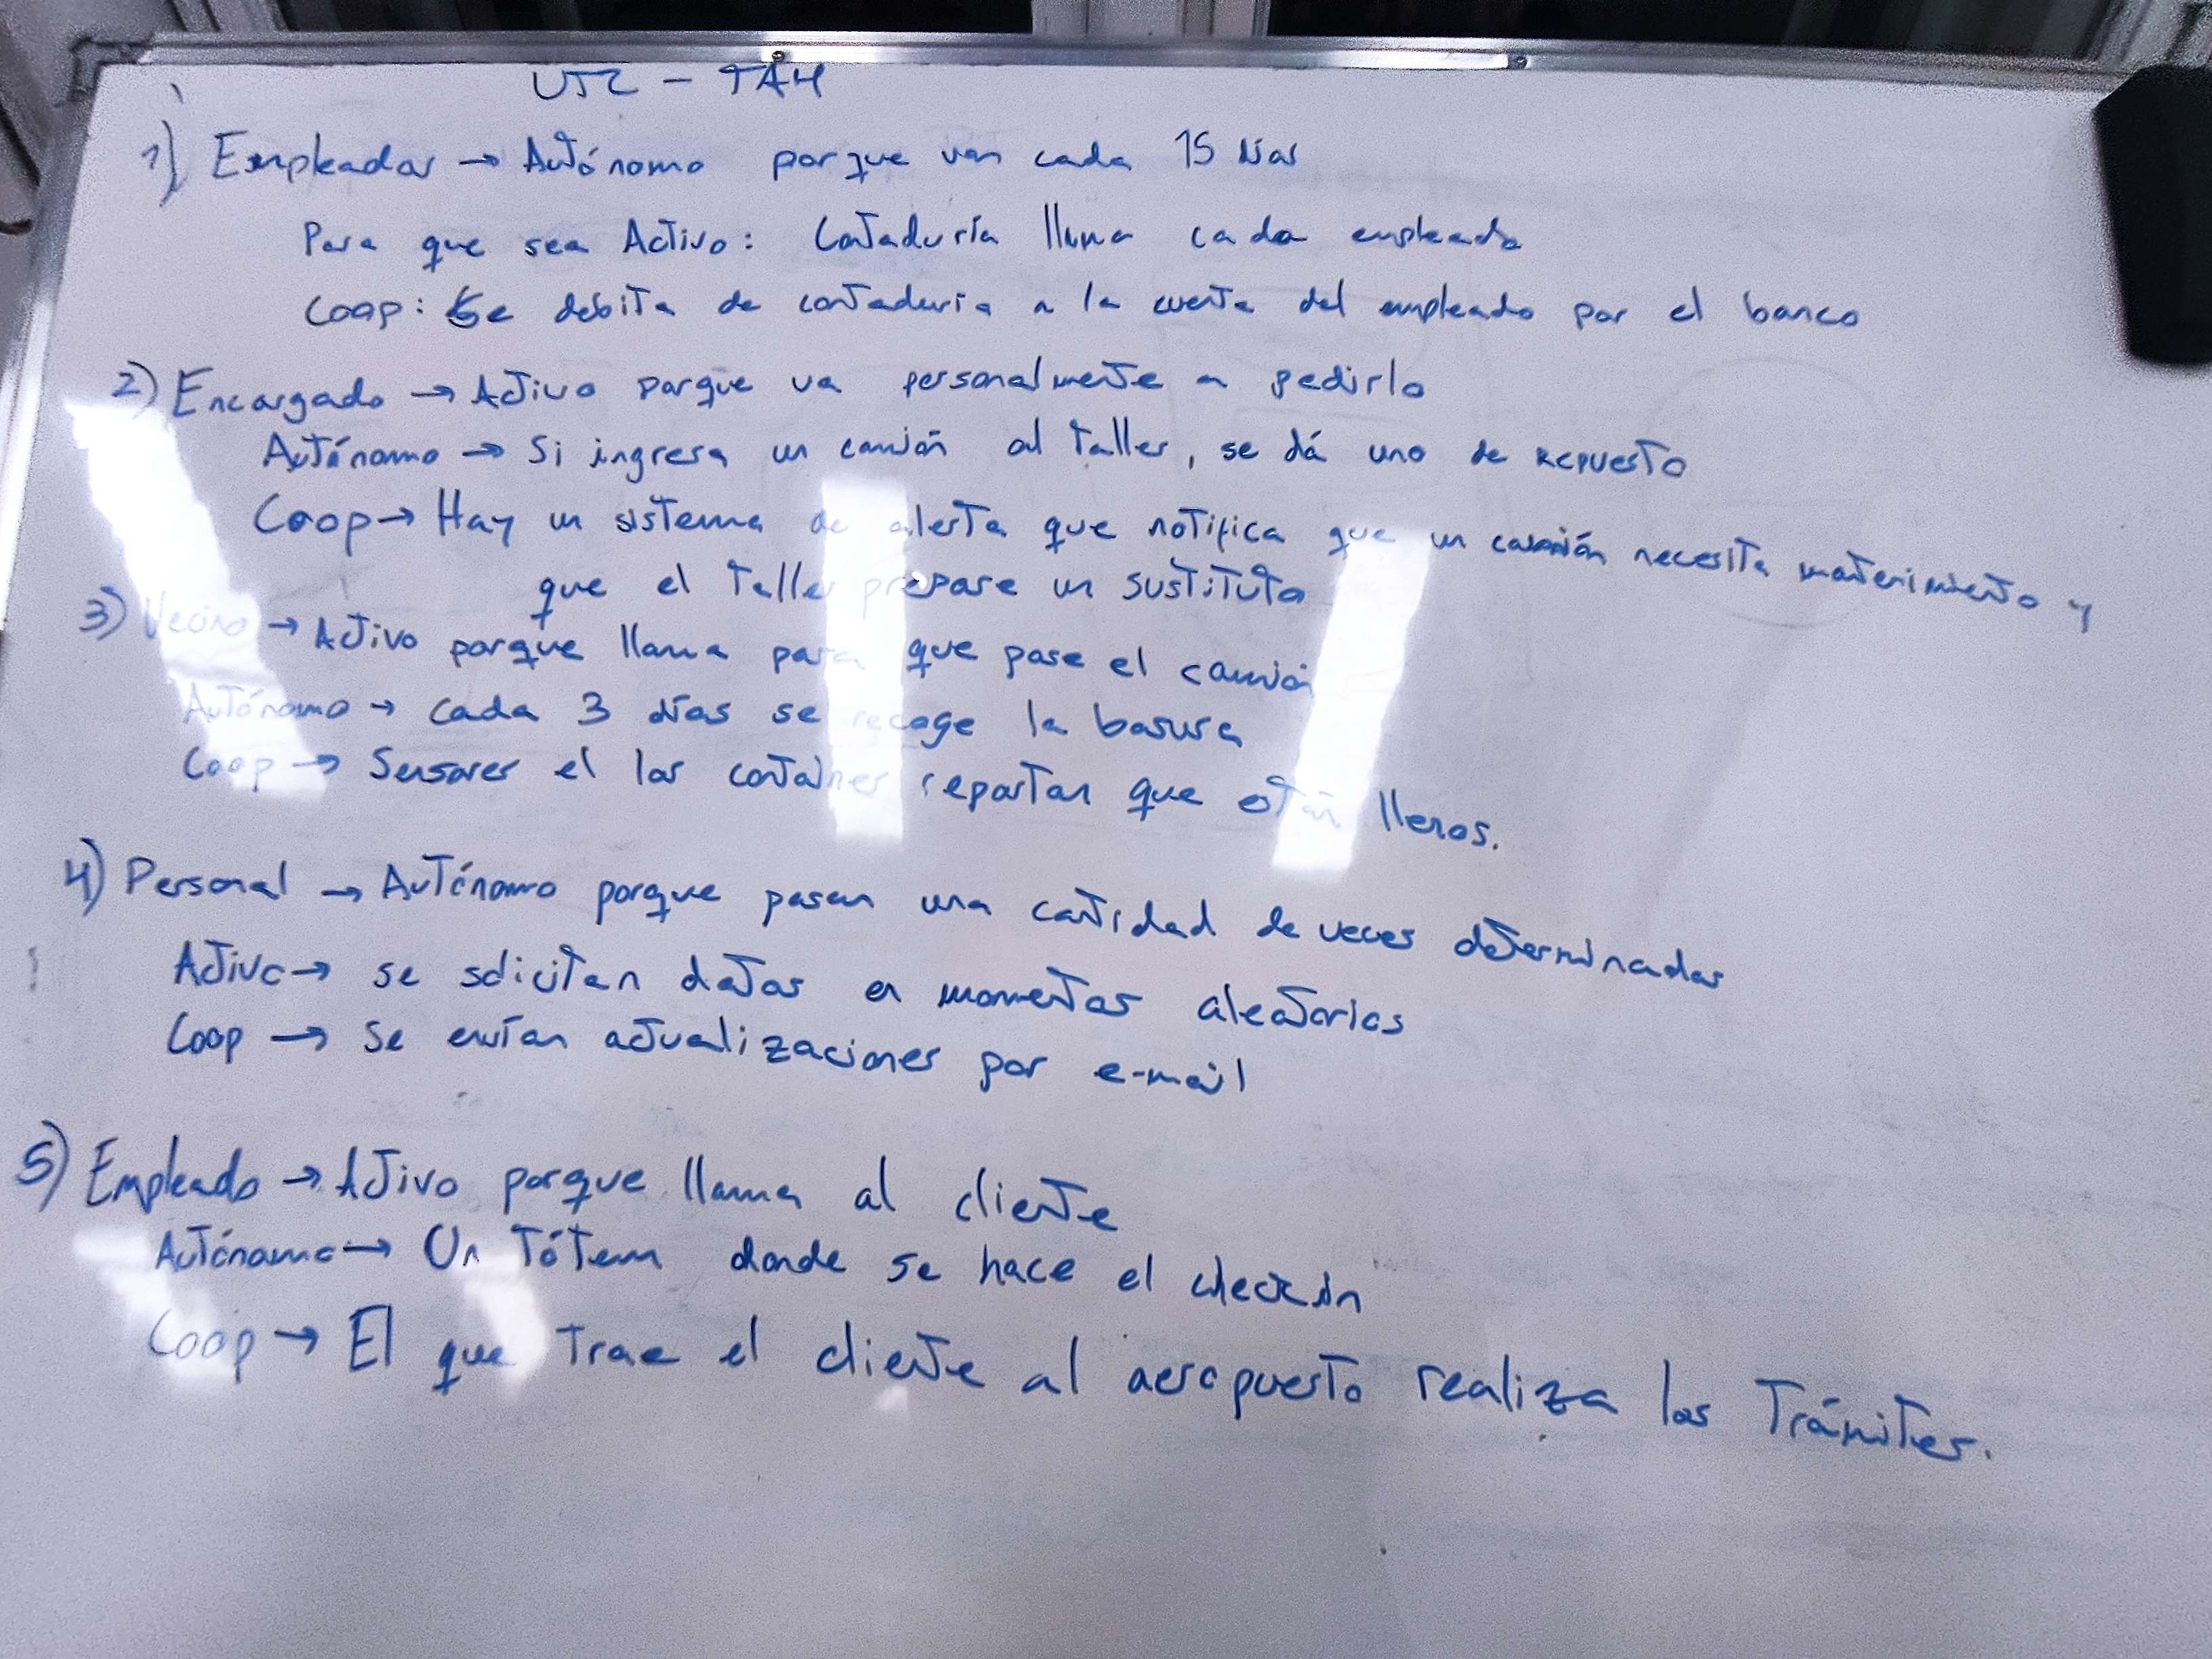 UT2 - TA4
1) Empleados → Autónomo porque van cada 15 días
Para que sea Activo: Contaduría llama cada empleado
Coop: Se debita de contaduría a la cuenta del empleado por el banco
2) Encargado → Activo porque va personalmente a pedirlo
Autónomo → Si ingresa un camión al taller, se dá uno de repuesto
Coop → Hay un sistema de alerta que notifica que un camión necesita mantenimiento y
que el taller prepare un sustituto
3) Vecino → Activo porque llama para que pase el camión
Autónomo → cada 3 días se recoge la basura
Coop → Sensores el los container reportan que están llenos.
4) Personal → Autónomo porque pasan una cantidad de veces determinadas
Activo → se solicitan datos en momentos aleatorios
Coop → Se envían actualizaciones por e-mail
5) Empleado → Activo porque llama al cliente
Autónomo → Un Tótem donde se hace el checkin
Coop → El que trae el cliente al aeropuerto realiza los Trámites.